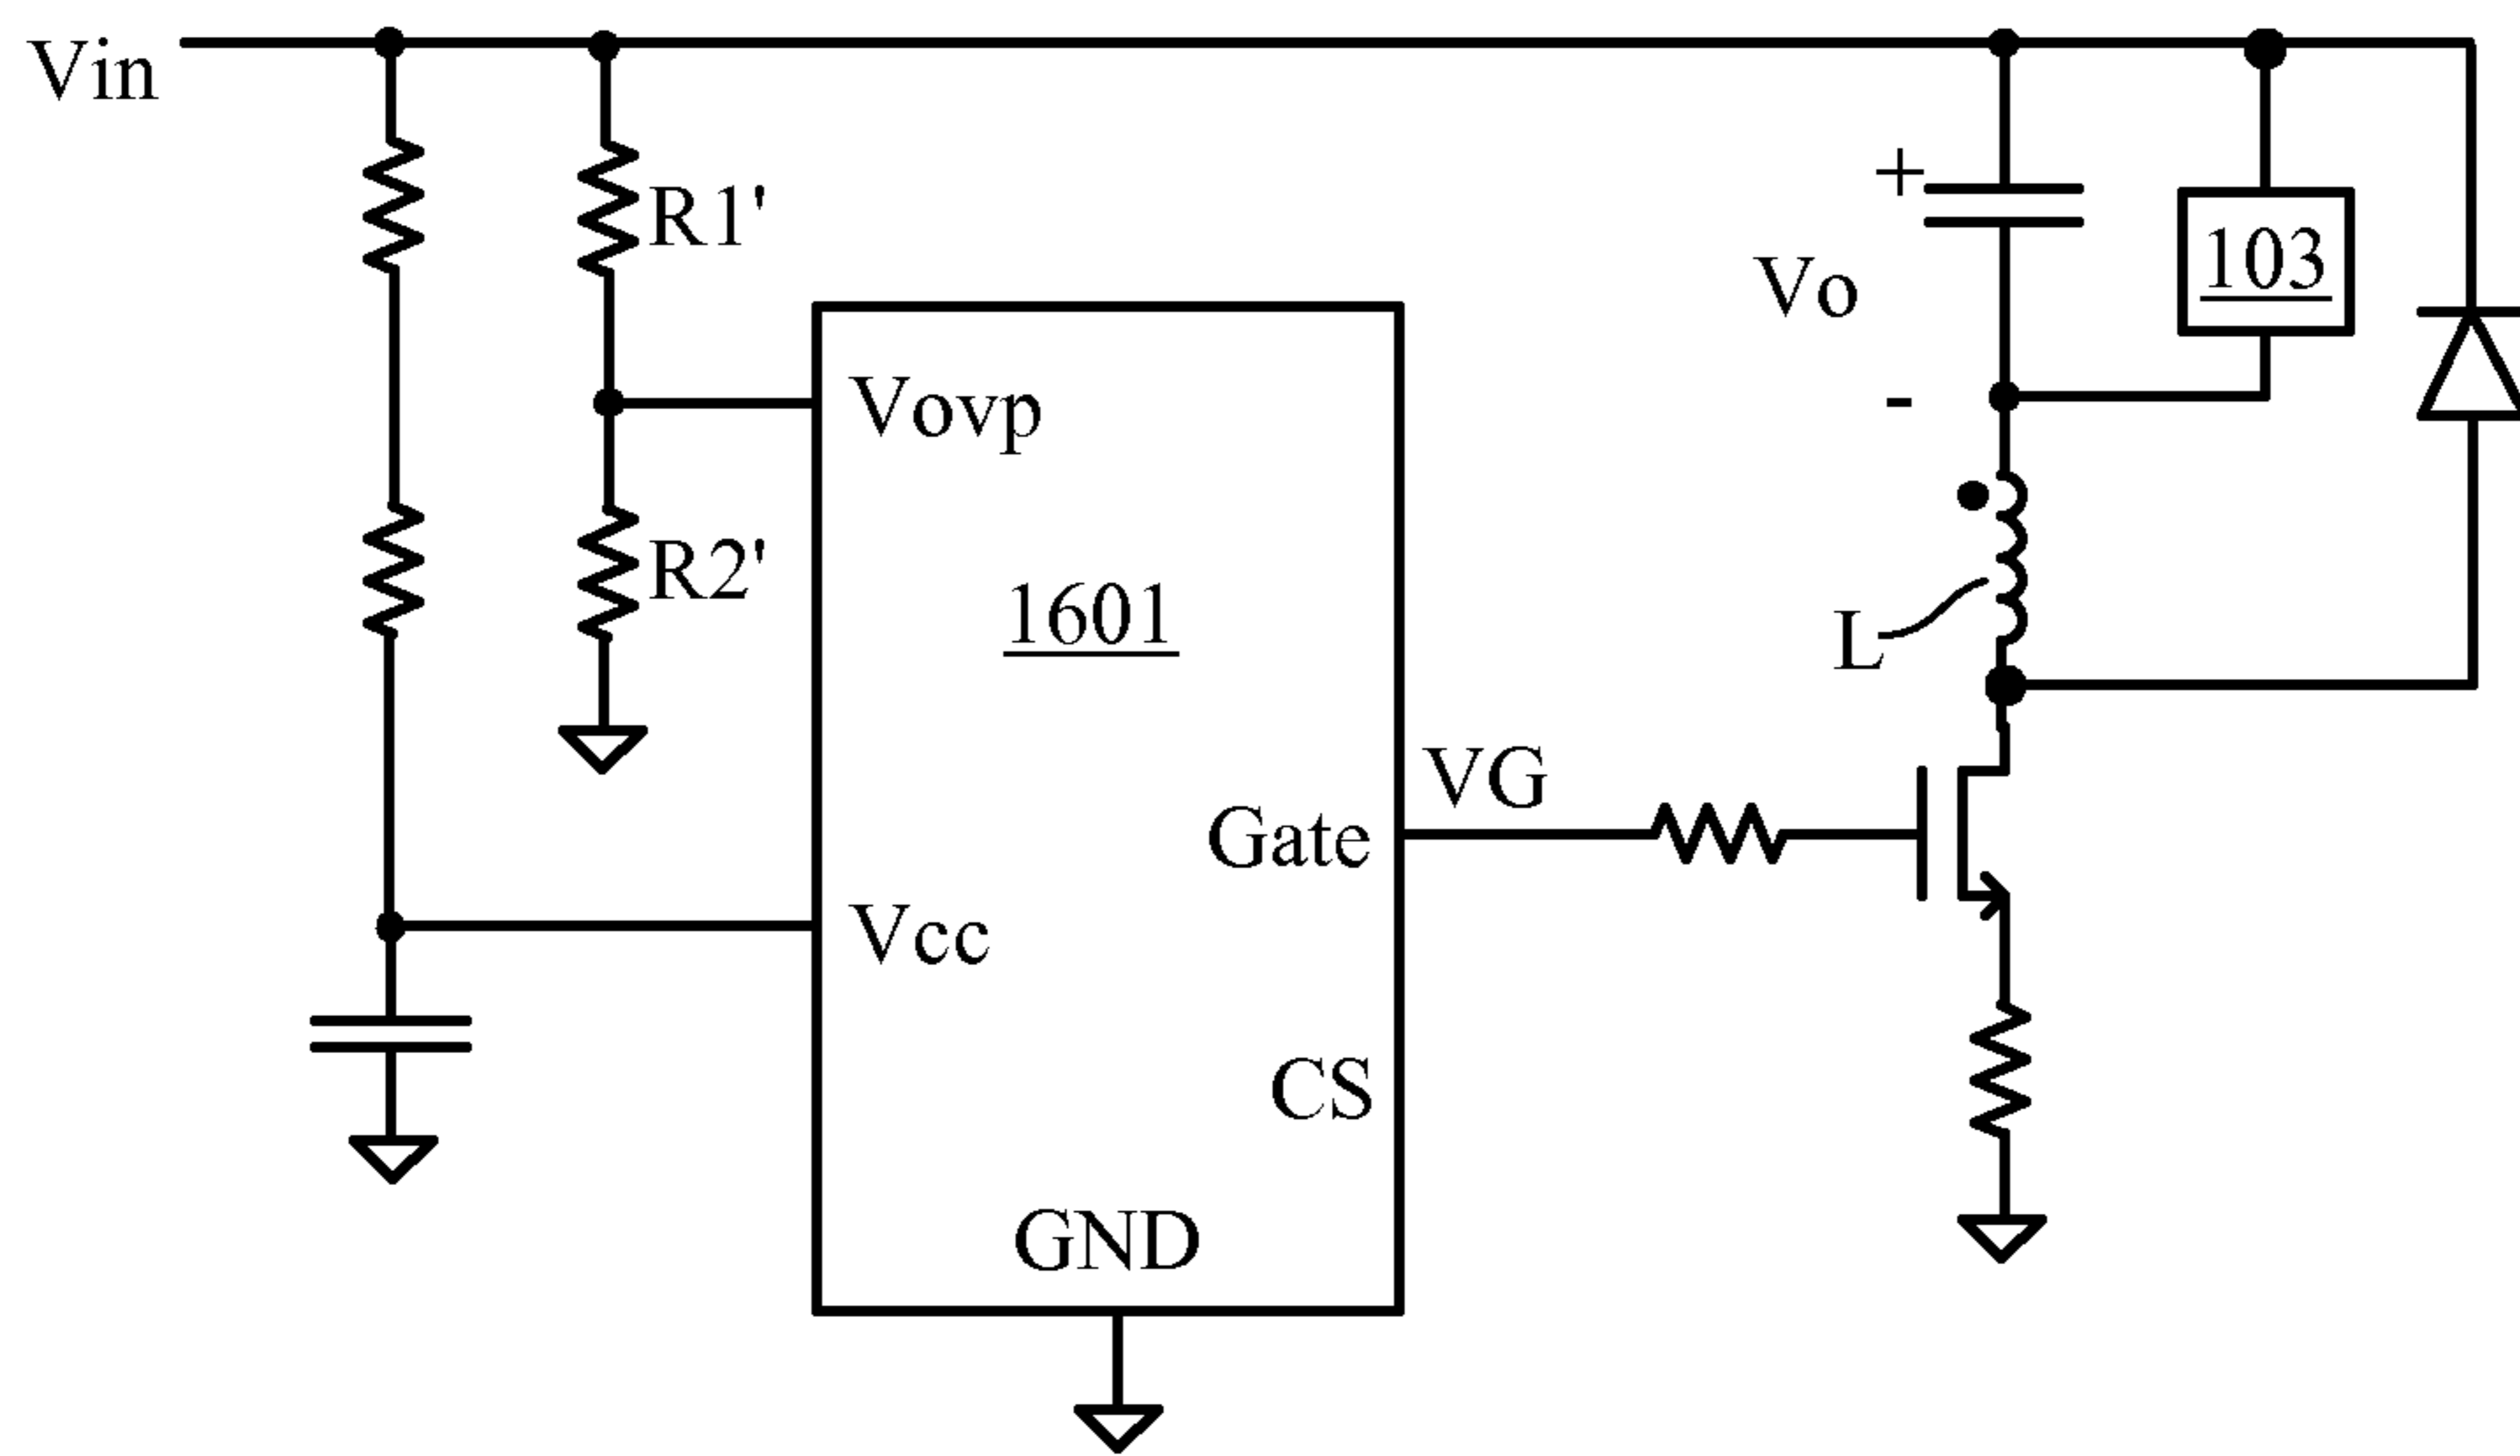 Vin
R1'
+
103
Vo
Vovp
-
R2'
1601
L
VG
Gate
Vcc
CS
GND